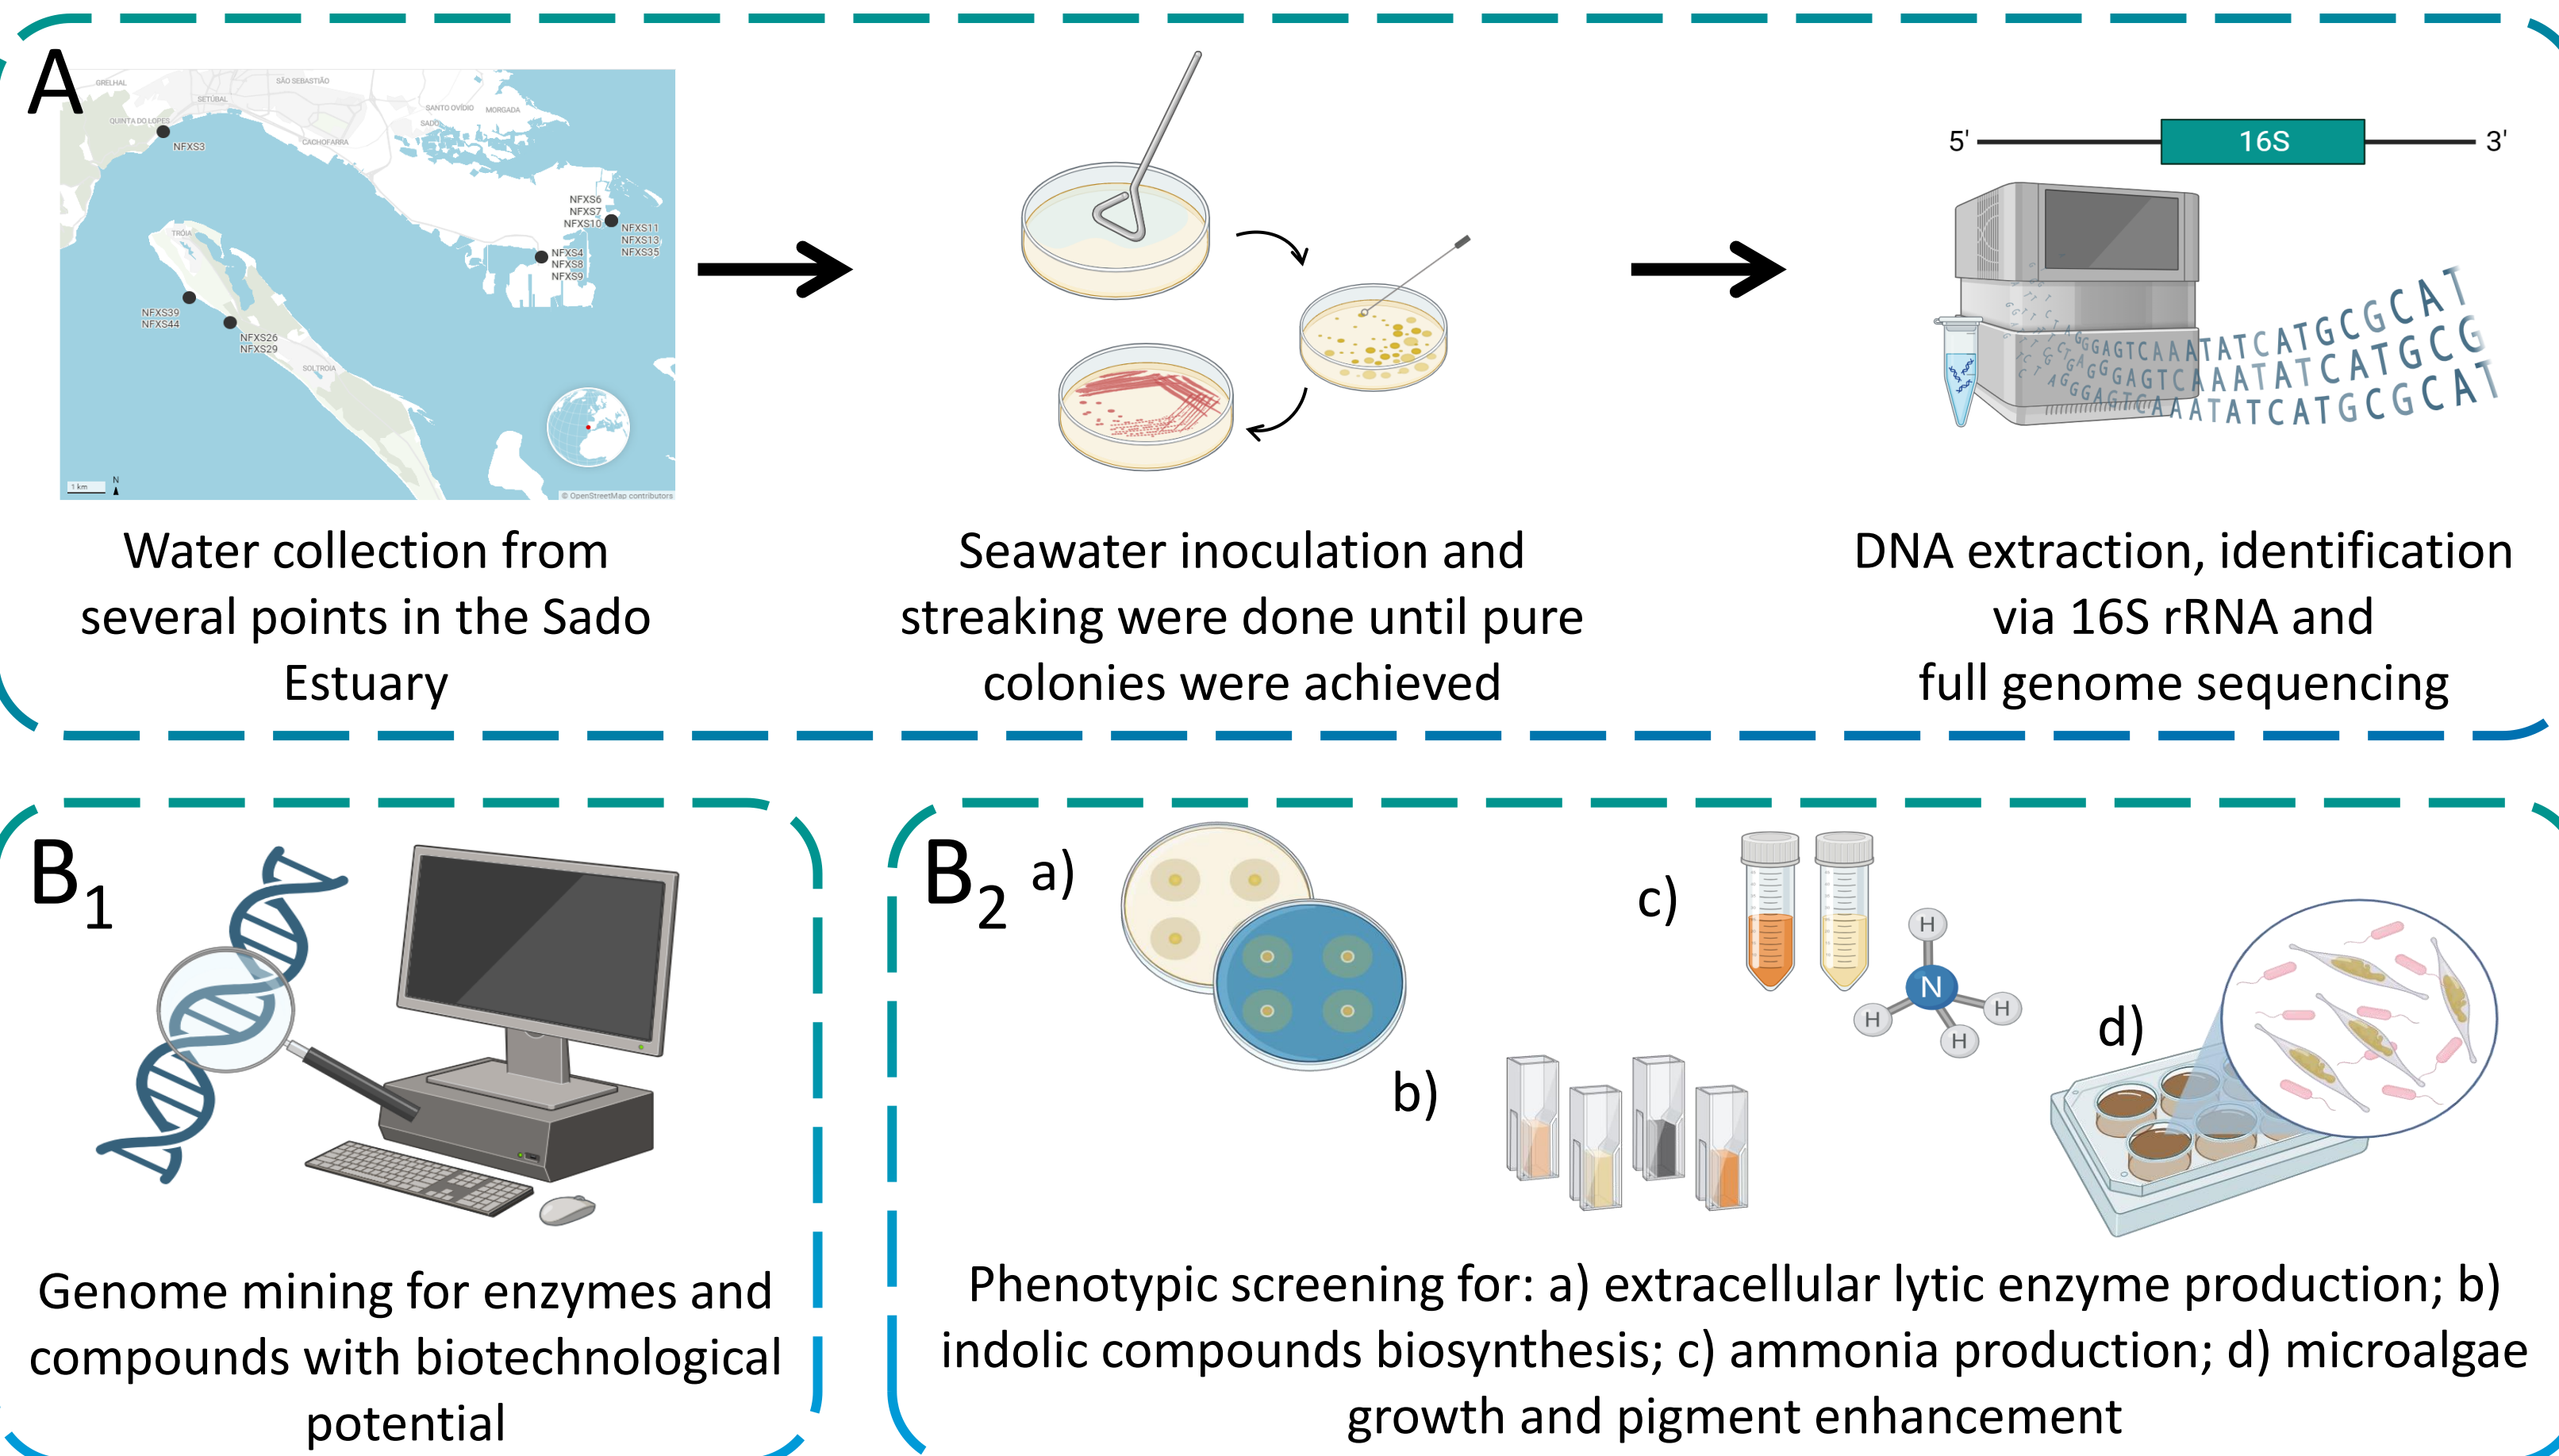 A
GRELHAL
SÃO SEBASTIÃO
SETÚBAL
SANTO OVÍDIO
MORGADA
QUINTA DO LOPES
SADO
CACHOFARRA
NFXS3
NFXS6
NFXS7
NFXS10
NFXS11
NFXS13
NFXS35
NFXS4
NFXS8
NFXS9
TRÓIA
NFXS39
NFXS44
NFXS26
NFXS29
SOLTROIA
1 km
N
© OpenStreetMap contributors
Water collection from
several points in the Sado
Estuary
Seawater inoculation and
streaking were done until pure
colonies were achieved
5' 16S 3'
GGGAGTCAAATATCATGCGCAT
GGGAGTCAAATATCATGCG
AGGGAGTCAAATATCATGCGCAT
DNA extraction, identification
via 16S rRNA and
full genome sequencing
B1
Genome mining for enzymes and
compounds with biotechnological
potential
B2
a)
b)
c)
H
N
H
H
H
d)
Phenotypic screening for: a) extracellular lytic enzyme production; b)
indolic compounds biosynthesis; c) ammonia production; d) microalgae
growth and pigment enhancement